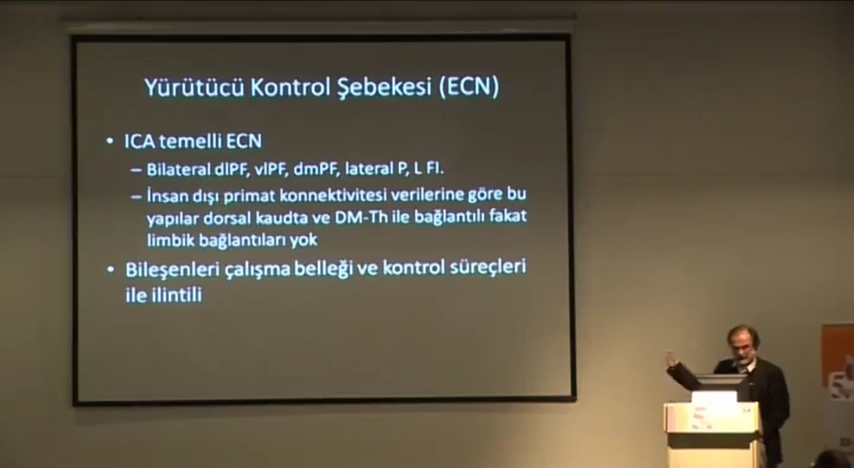 Yürütücü Kontrol Şebekesi (ECN)
• ICA temelli ECN
– Bilateral dlPF, vlPF, dmPF, lateral P, L FI.
– İnsan dışı primat konnektivitesi verilerine göre bu
yapılar dorsal kaudta ve DM-Th ile bağlantılı fakat
limbik bağlantıları yok
• Bileşenleri çalışma belleği ve kontrol süreçleri
ile ilintili